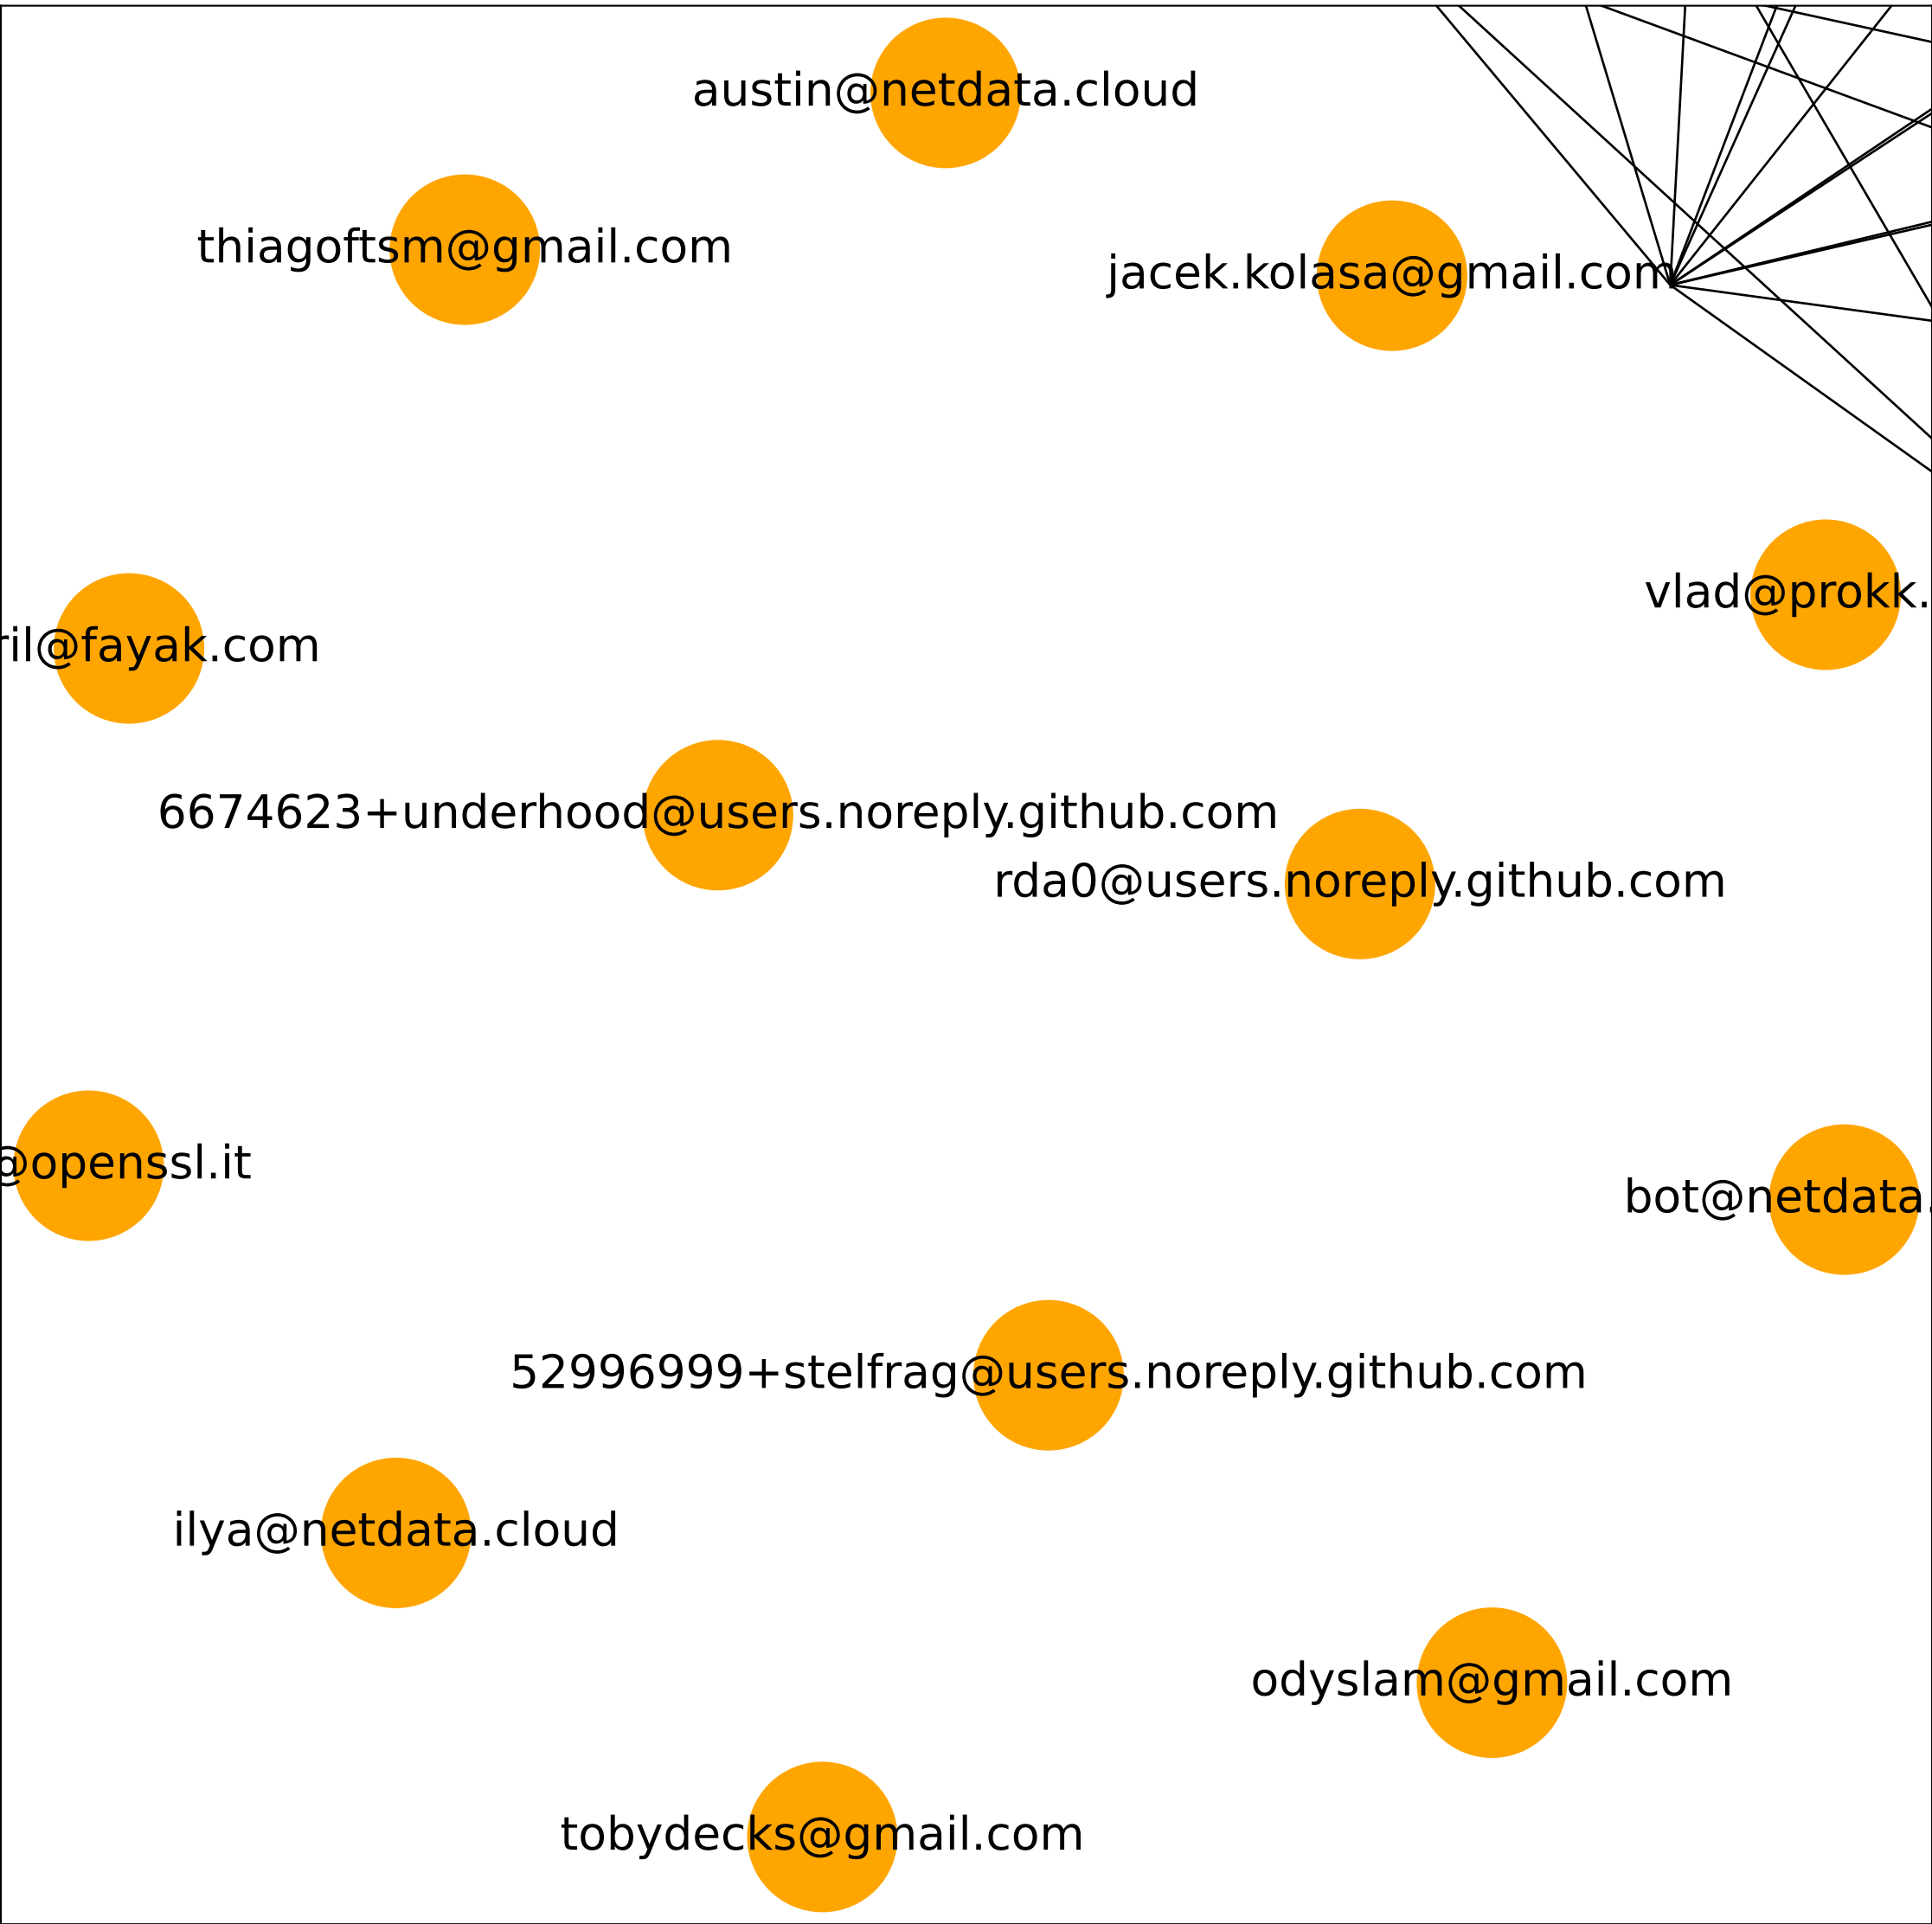 austin@netdata.cloud
thiagoftsm@gmail.com
jacek.kolasa@gmail.com
vlad@prokk.
ril@fayak.com
6674623+underhood@users.noreply.github.com
rda0@users.noreply.github.com
@openssl.it
bot@netdata.
52996999+stelfrag@users.noreply.github.com
ilya@netdata.cloud
odyslam@gmail.com
tobydecks@gmail.com